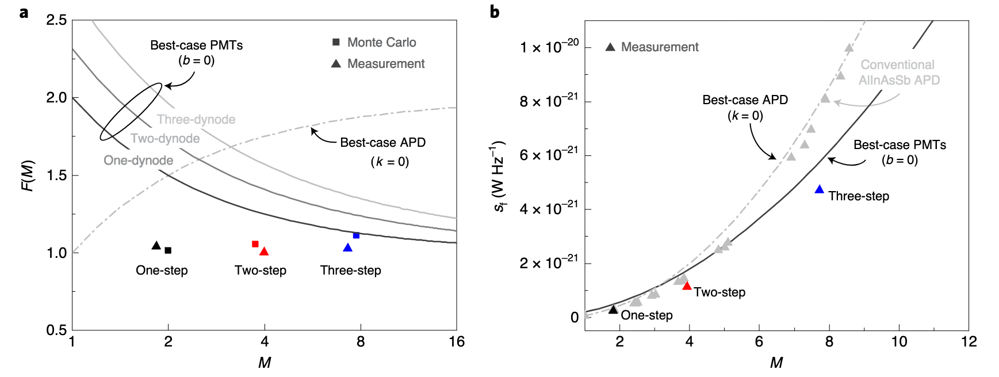 a
2.5
2.0
1.5
1.0
0.5
F(M)
1
2
4
8
16
M
Best-case PMTs
(b = 0)
Monte Carlo
Measurement
Three-dynode
Two-dynode
One-dynode
Best-case APD
(k = 0)
One-step
Two-step
Three-step
b
1 × 10⁻²⁰
8 × 10⁻²¹
6 × 10⁻²¹
4 × 10⁻²¹
2 × 10⁻²¹
0
sf (W Hz⁻¹)
2
4
6
8
10
12
M
Measurement
Conventional
AlInAsSb APD
Best-case APD
(k = 0)
Best-case PMTs
(b = 0)
Three-step
Two-step
One-step